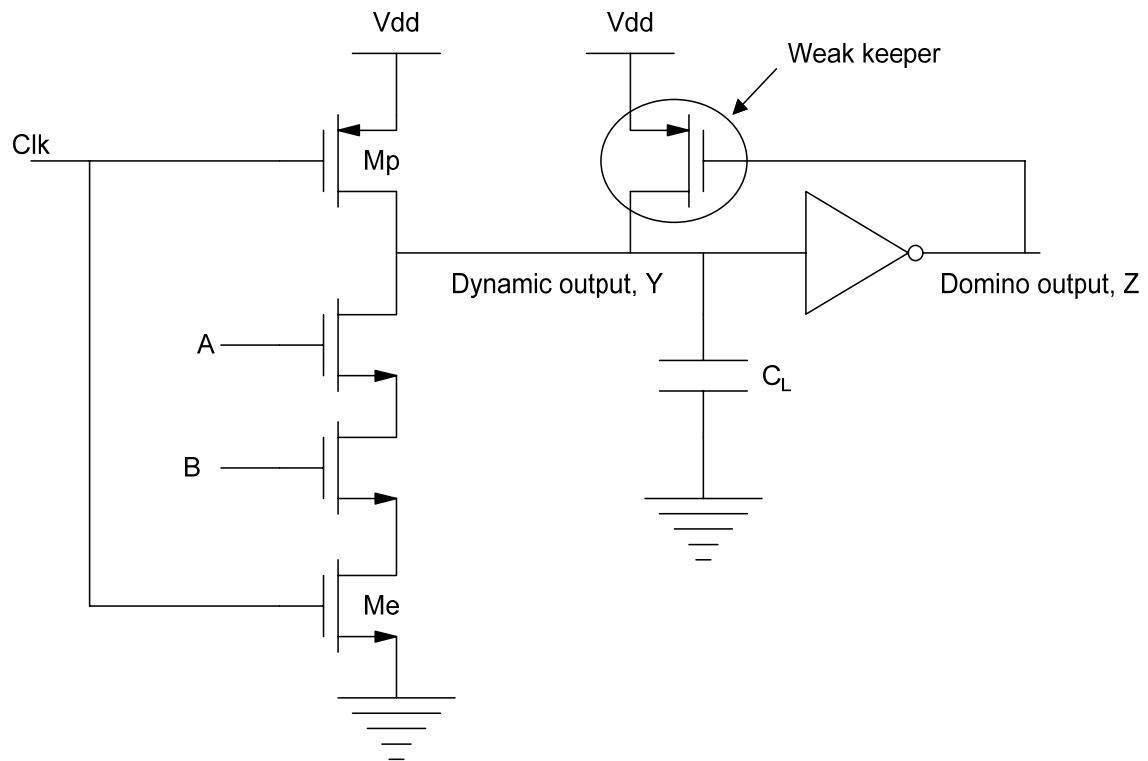 Vdd
Vdd
Weak keeper
Clk
Mp
Dynamic output, Y
Domino output, Z
A
C_L
B
Me